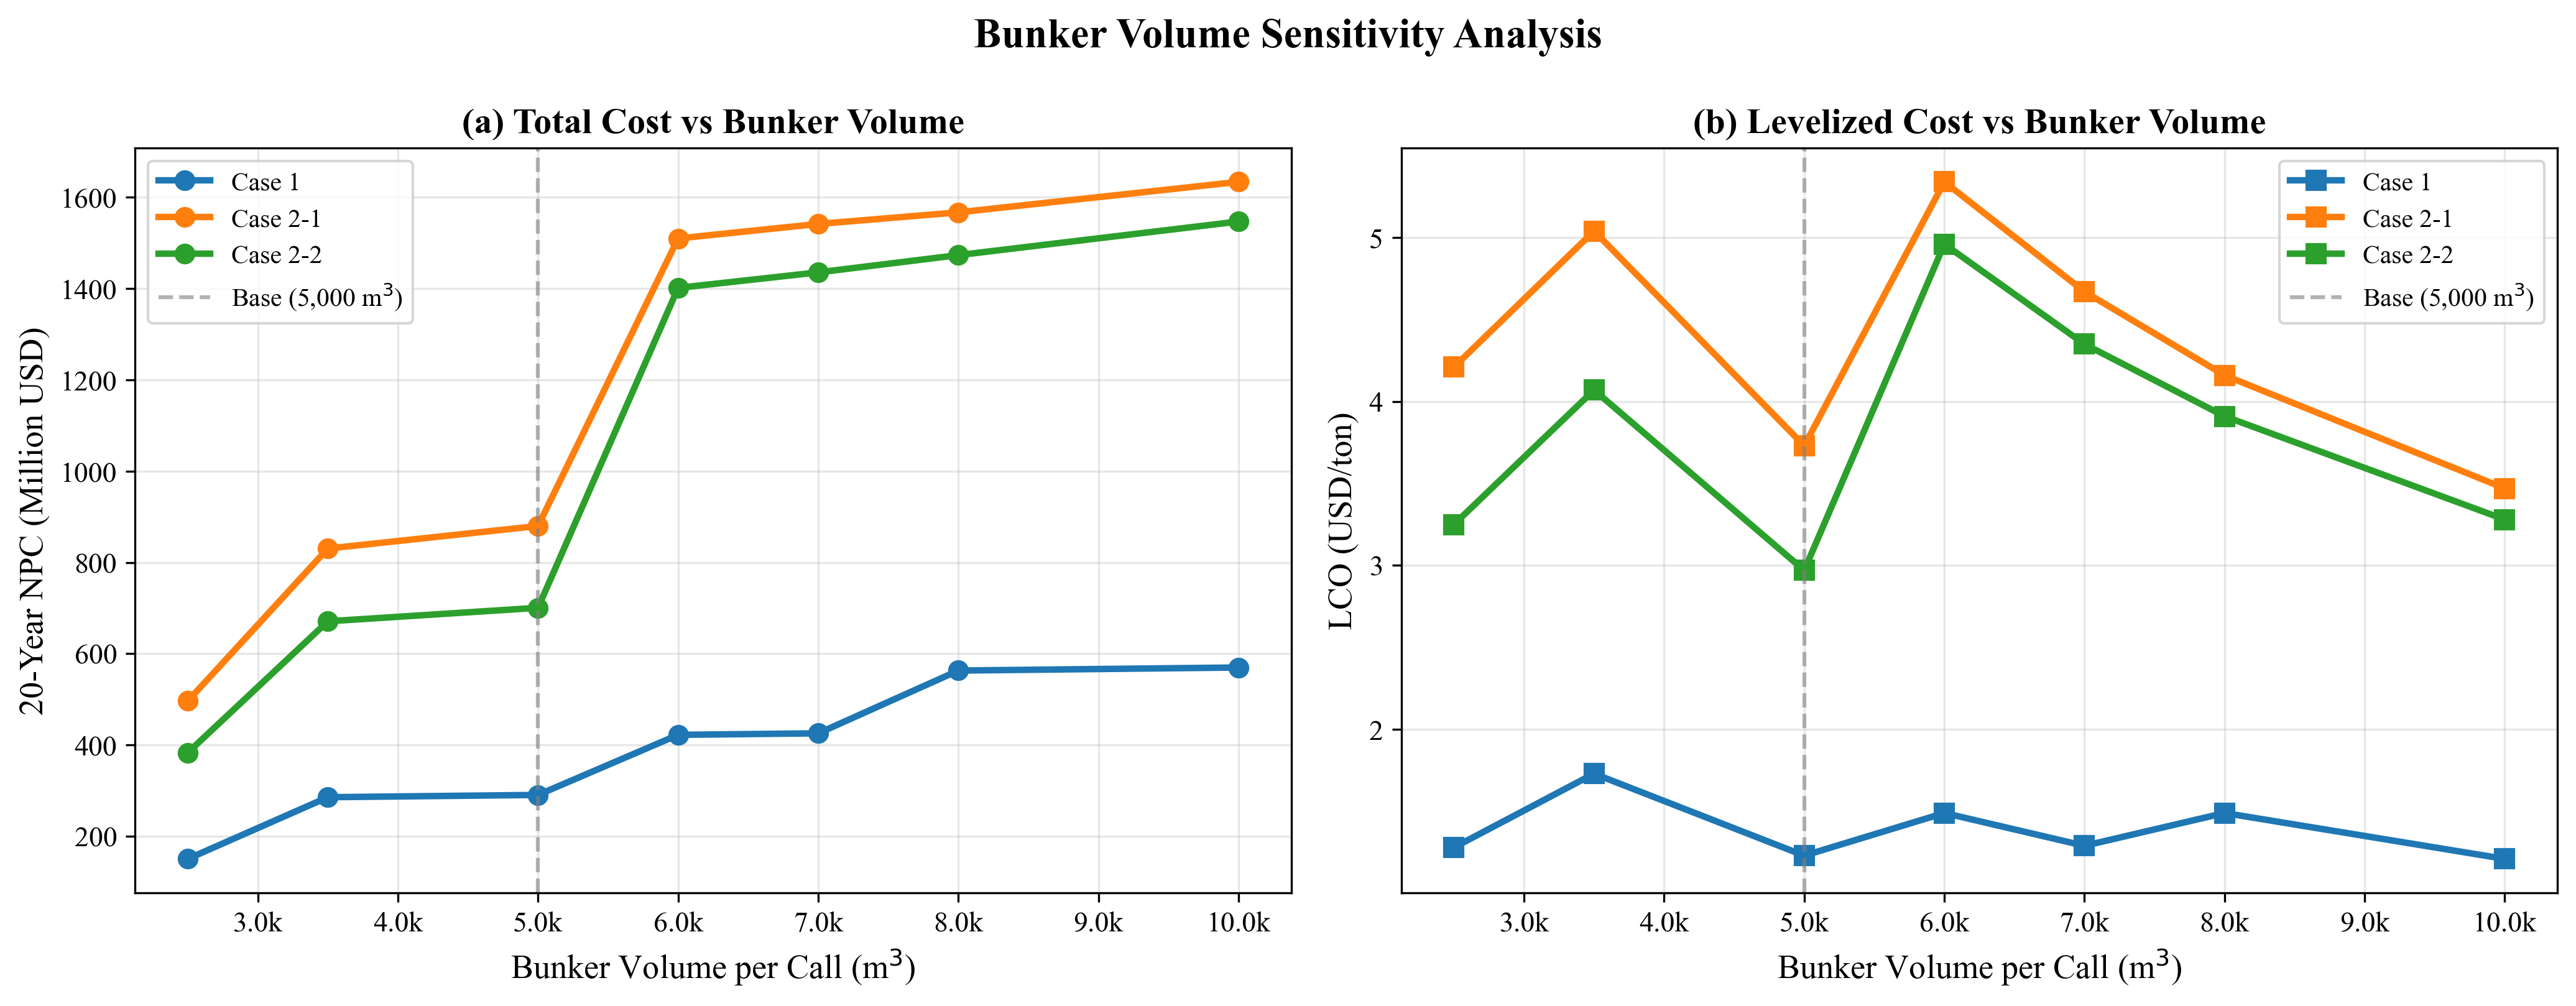 Bunker Volume Sensitivity Analysis
(a) Total Cost vs Bunker Volume
Case 1
Case 2-1
Case 2-2
Base (5,000 m³)
20-Year NPC (Million USD)
1600
1400
1200
1000
800
600
400
200
3.0k 4.0k 5.0k 6.0k 7.0k 8.0k 9.0k 10.0k
Bunker Volume per Call (m³)
(b) Levelized Cost vs Bunker Volume
Case 1
Case 2-1
Case 2-2
Base (5,000 m³)
LCO (USD/ton)
5
4
3
2
3.0k 4.0k 5.0k 6.0k 7.0k 8.0k 9.0k 10.0k
Bunker Volume per Call (m³)